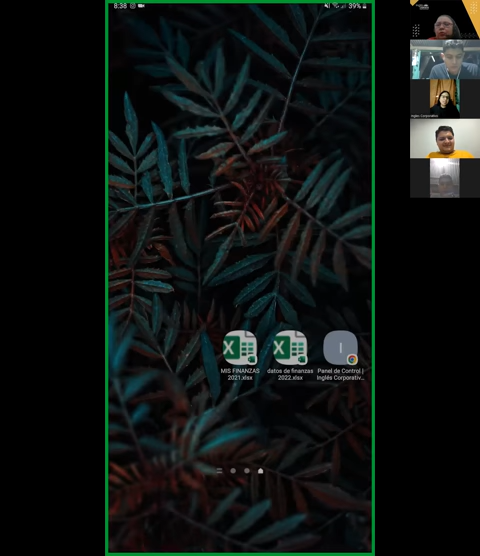 8:38
39%
MIS FINANZAS
2021.xlsx
datos de finanzas
2022.xlsx
Panel de Control |
Inglés Corporativ...
I
Inglés Corporativo